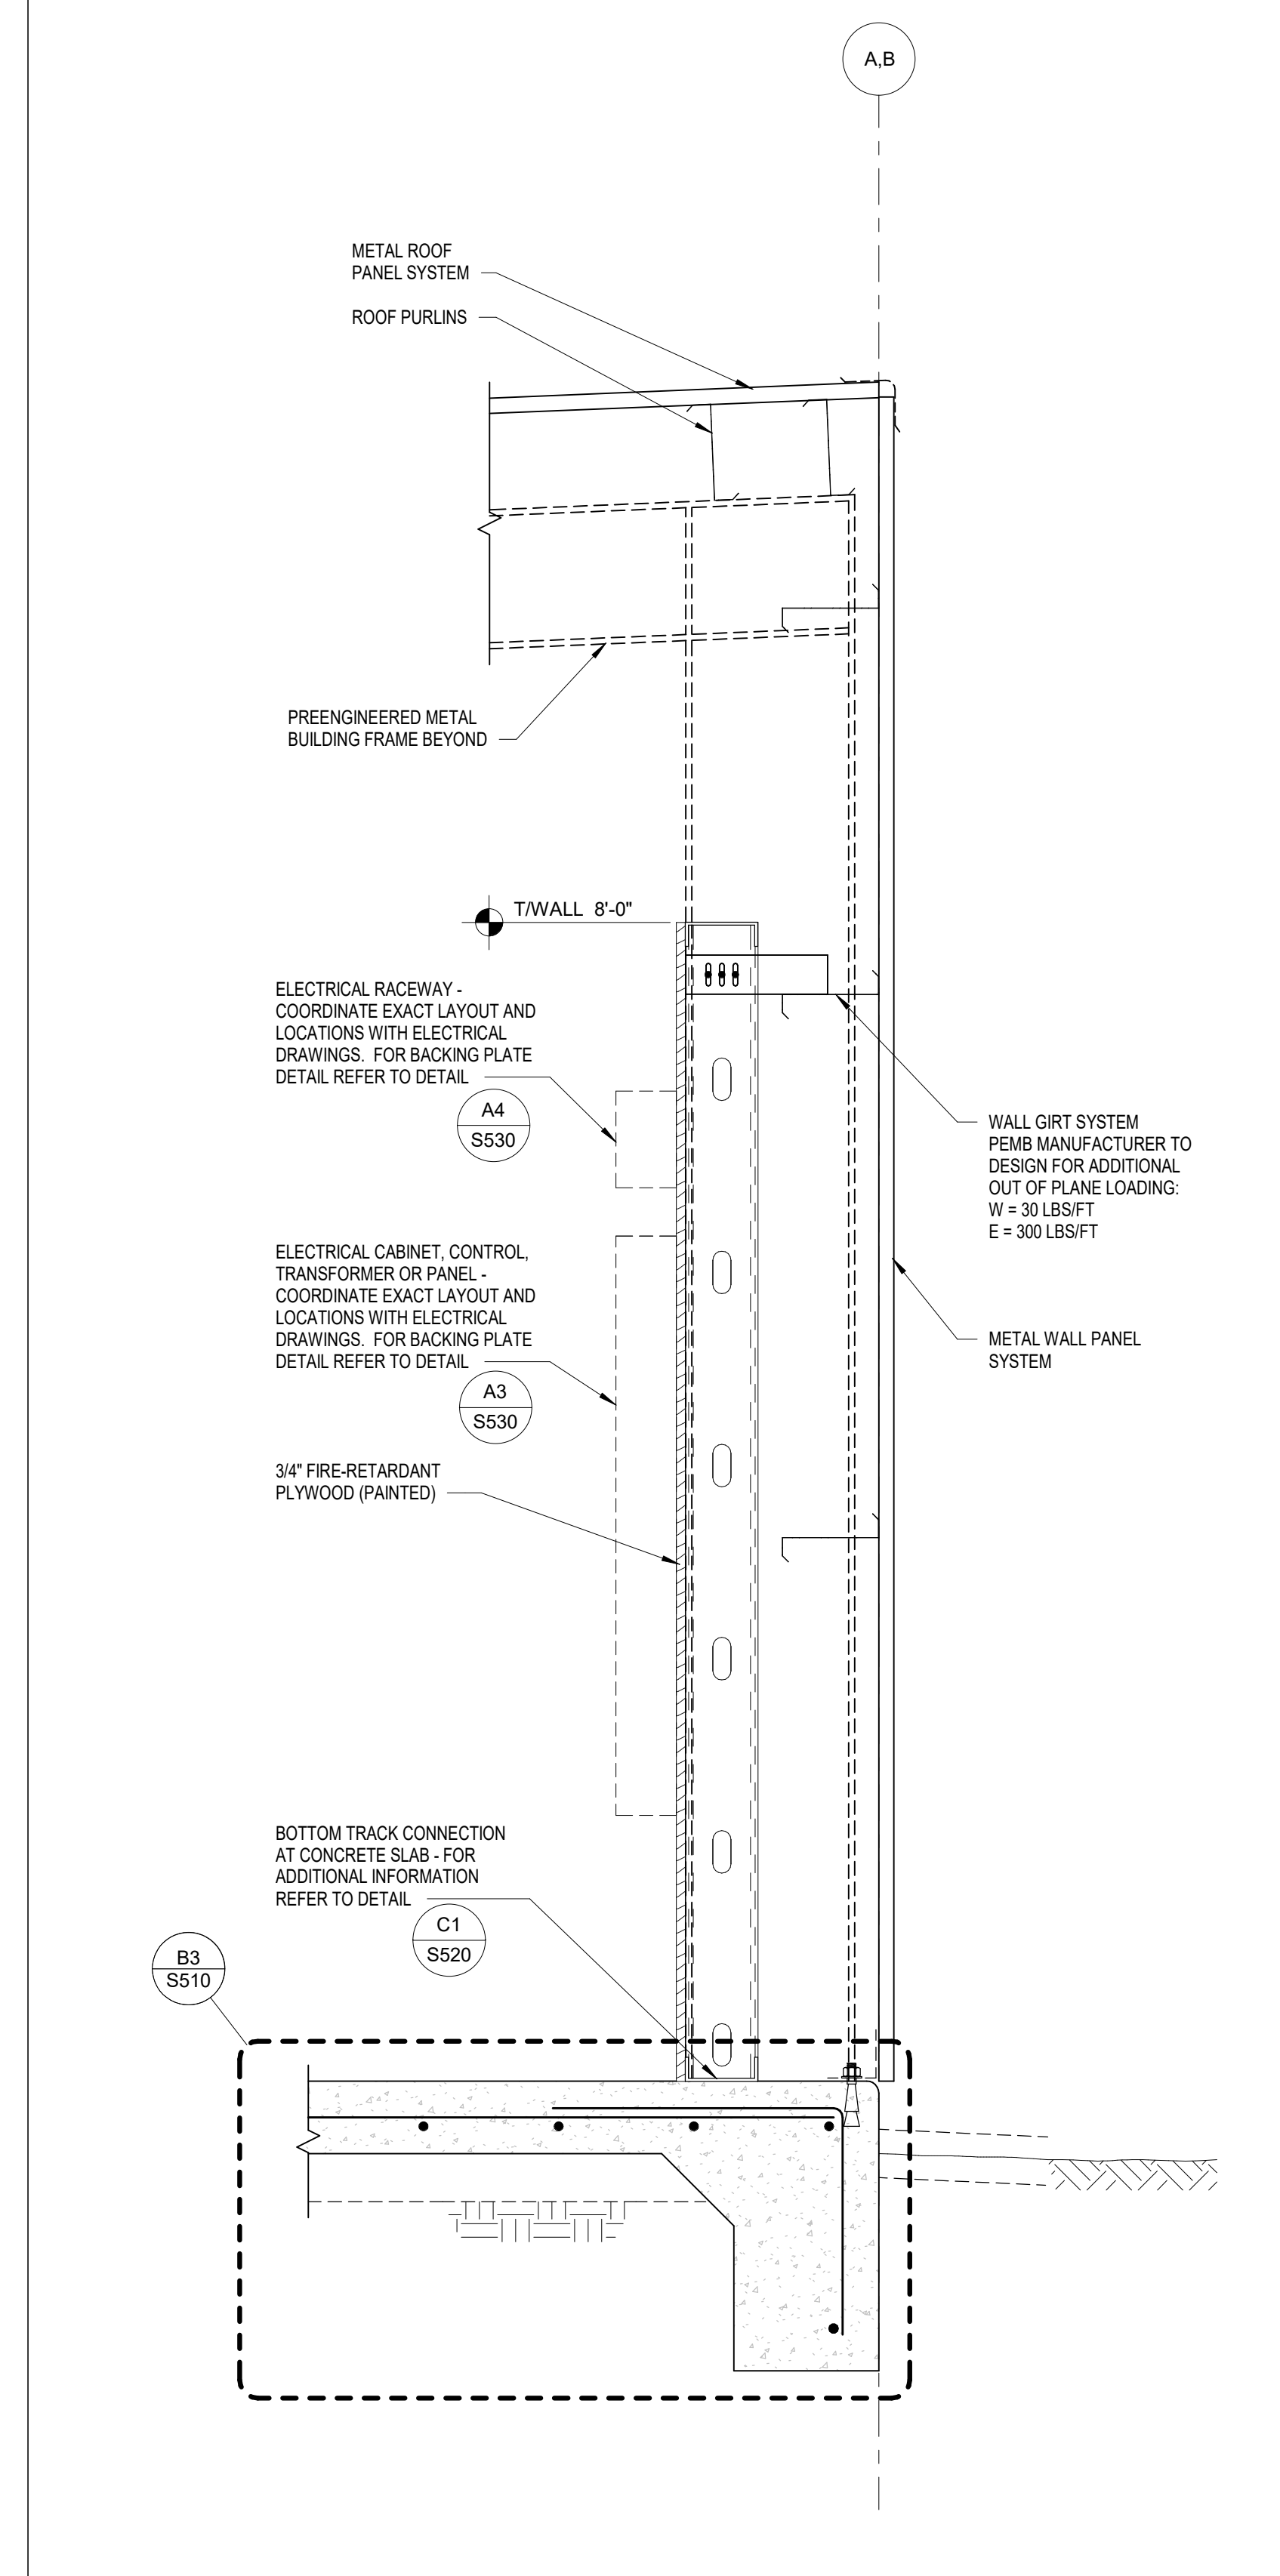 A,B
METAL ROOF
PANEL SYSTEM
ROOF PURLINS
PREENGINEERED METAL
BUILDING FRAME BEYOND
T/WALL 8'-0"
ELECTRICAL RACEWAY -
COORDINATE EXACT LAYOUT AND
LOCATIONS WITH ELECTRICAL
DRAWINGS. FOR BACKING PLATE
DETAIL REFER TO DETAIL
A4
S530
WALL GIRT SYSTEM
PEMB MANUFACTURER TO
DESIGN FOR ADDITIONAL
OUT OF PLANE LOADING:
W = 30 LBS/FT
E = 300 LBS/FT
ELECTRICAL CABINET, CONTROL,
TRANSFORMER OR PANEL -
COORDINATE EXACT LAYOUT AND
LOCATIONS WITH ELECTRICAL
DRAWINGS. FOR BACKING PLATE
DETAIL REFER TO DETAIL
A3
S530
METAL WALL PANEL
SYSTEM
3/4" FIRE-RETARDANT
PLYWOOD (PAINTED)
BOTTOM TRACK CONNECTION
AT CONCRETE SLAB - FOR
ADDITIONAL INFORMATION
REFER TO DETAIL
C1
S520
B3
S510